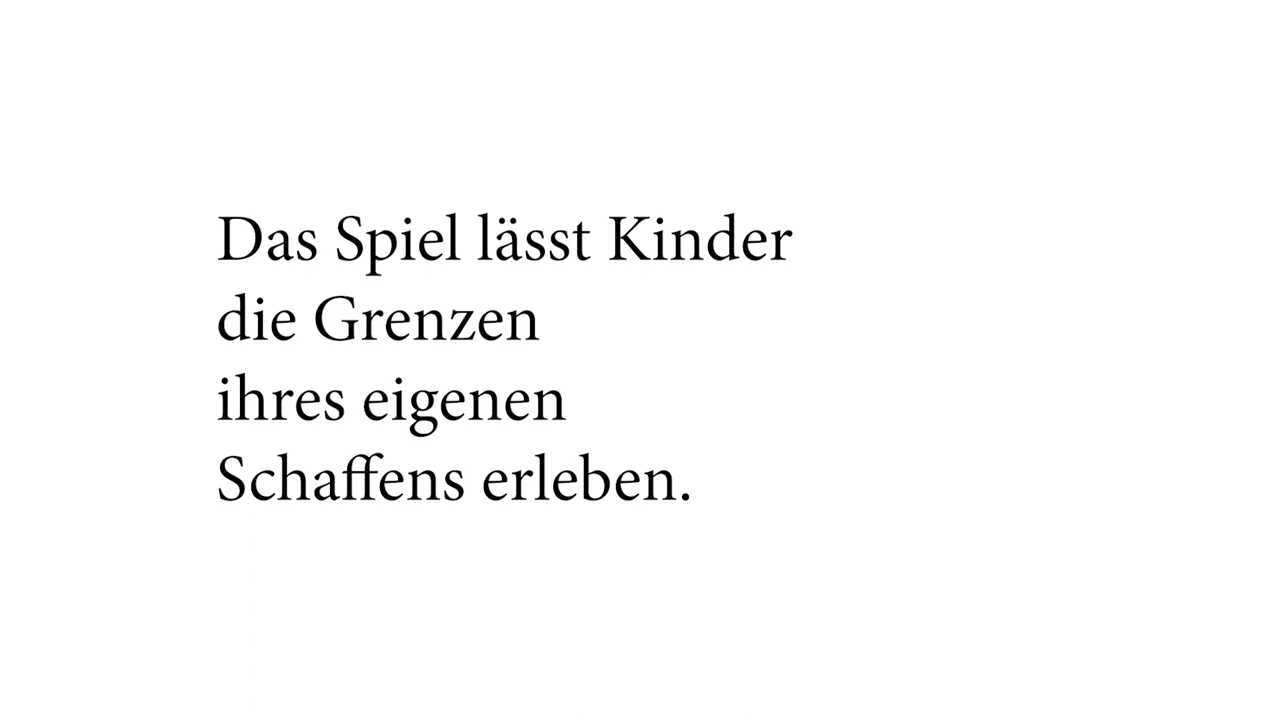 Das Spiel lässt Kinder
die Grenzen
ihres eigenen
Schaffens erleben.